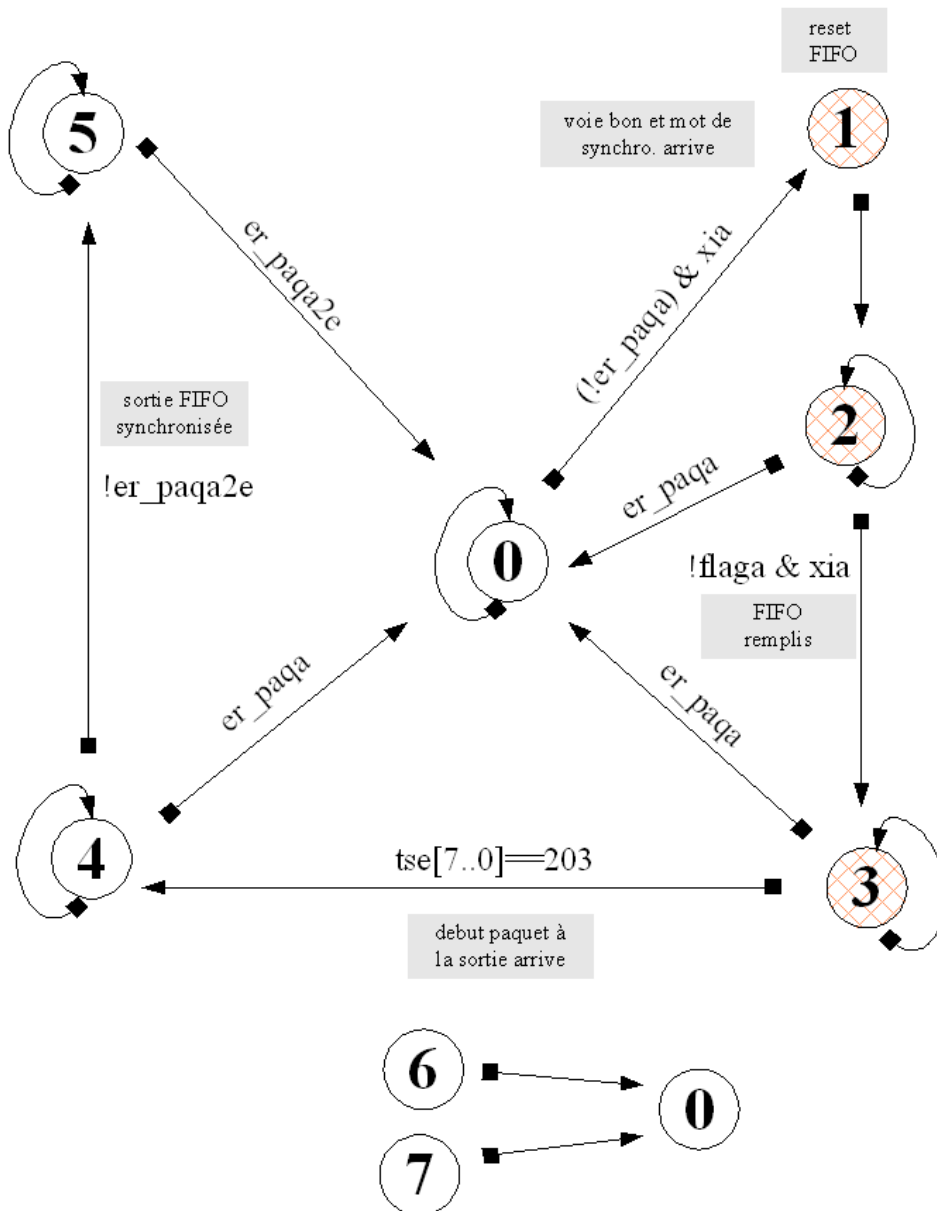 reset
FIFO
5
voie bon et mot de
synchro. arrive
1
er_paqa2e
(!er_paqa) & xia
sortie FIFO
synchronisée
!er_paqa2e
2
er_paqa
0
!flaga & xia
FIFO
remplis
er_paqa
er_paqa
4
tse[7..0]==203
3
debut paquet à
la sortie arrive
6
0
7